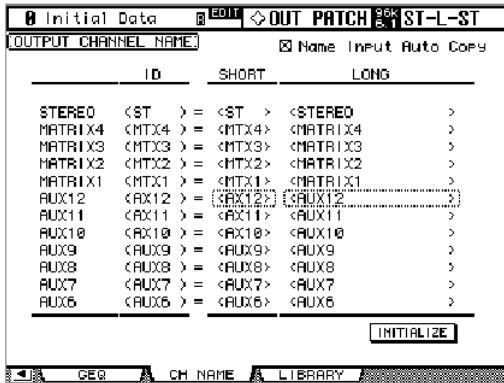 0 Initial Data R EDIT ◇OUT PATCH 96K 5.1 ST-L-ST
[OUTPUT CHANNEL NAME] ☒ Name Input Auto Copy
ID SHORT LONG
STEREO <ST > = <ST > <STEREO >
MATRIX4 <MTX4 > = <MTX4> <MATRIX4 >
MATRIX3 <MTX3 > = <MTX3> <MATRIX3 >
MATRIX2 <MTX2 > = <MTX2> <MATRIX2 >
MATRIX1 <MTX1 > = <MTX1> <MATRIX1 >
AUX12 <AX12 > = <AX12> <AUX12 >
AUX11 <AX11 > = <AX11> <AUX11 >
AUX10 <AX10 > = <AX10> <AUX10 >
AUX9 <AUX9 > = <AUX9> <AUX9 >
AUX8 <AUX8 > = <AUX8> <AUX8 >
AUX7 <AUX7 > = <AUX7> <AUX7 >
AUX6 <AUX6 > = <AUX6> <AUX6 >
INITIALIZE
GEQ CH NAME LIBRARY